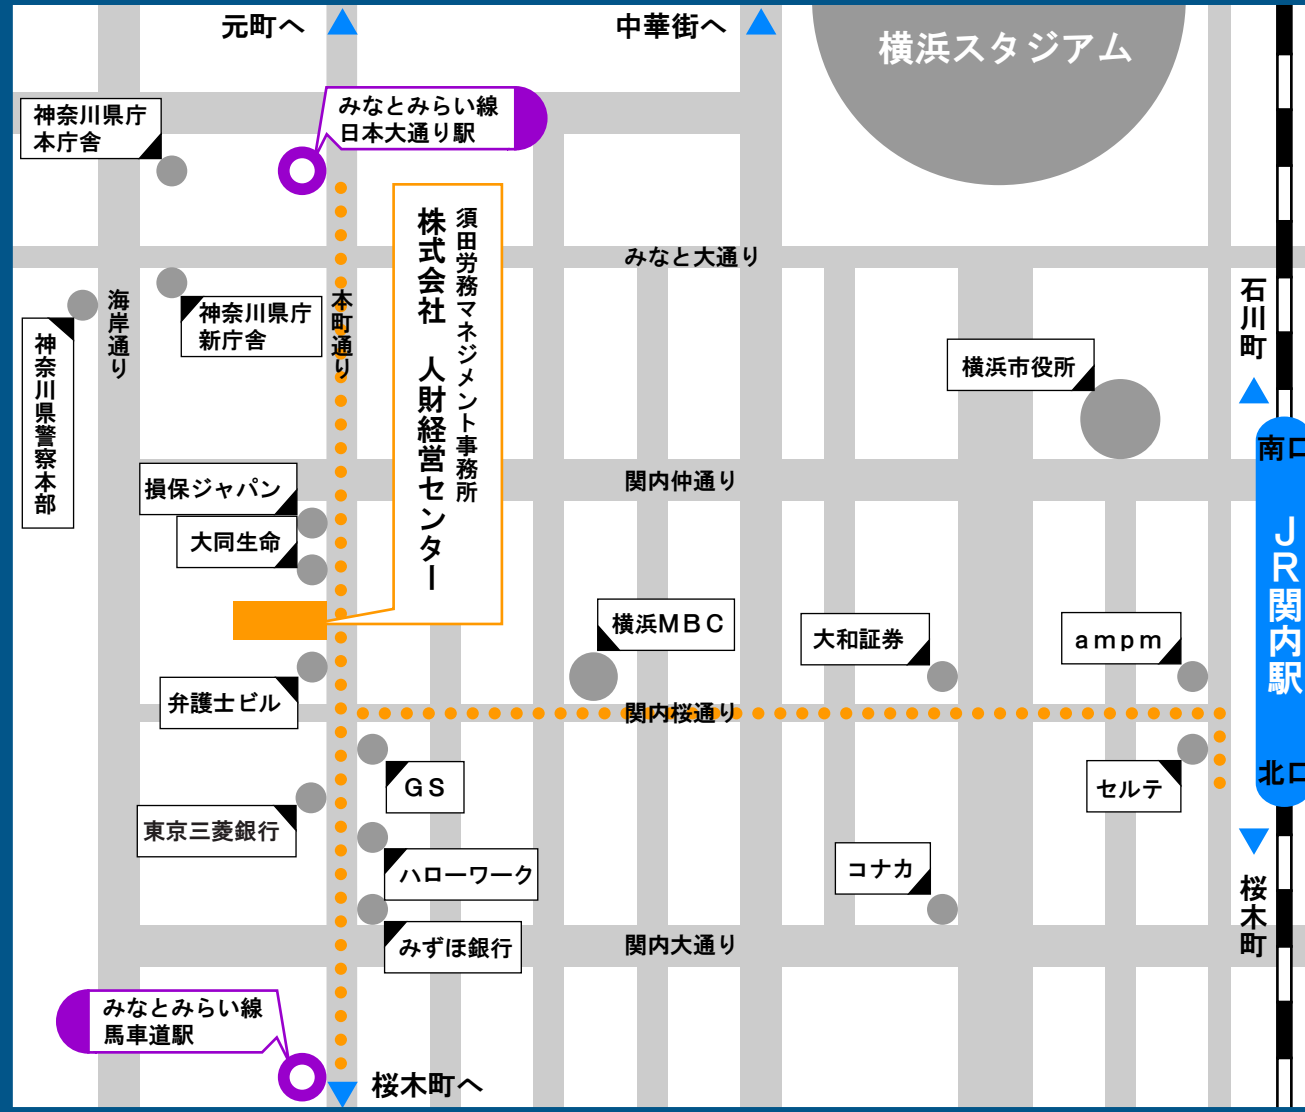 元町へ
中華街へ
横浜スタジアム
神奈川県庁
本庁舎
みなとみらい線
日本大通り駅
須田労務マネジメント事務所
株式会社 人財経営センター
みなと大通り
海岸通り
神奈川県庁
新庁舎
本町通り
石川町
神奈川県警察本部
横浜市役所
南口
損保ジャパン
関内仲通り
大同生命
JR関内駅
横浜MBC
大和証券
ampm
弁護士ビル
関内桜通り
GS
セルテ
北口
東京三菱銀行
ハローワーク
コナカ
桜木町
みずほ銀行
関内大通り
みなとみらい線
馬車道駅
桜木町へ